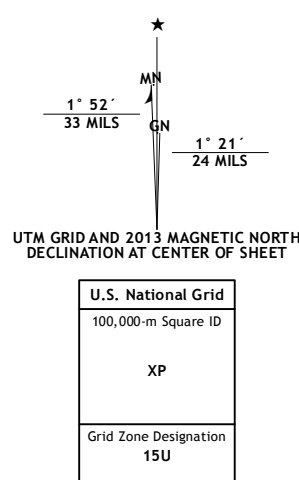 ★
MN
1° 52´
33 MILS
GN
1° 21´
24 MILS
UTM GRID AND 2013 MAGNETIC NORTH
DECLINATION AT CENTER OF SHEET
U.S. National Grid
100,000-m Square ID
XP
Grid Zone Designation
15U